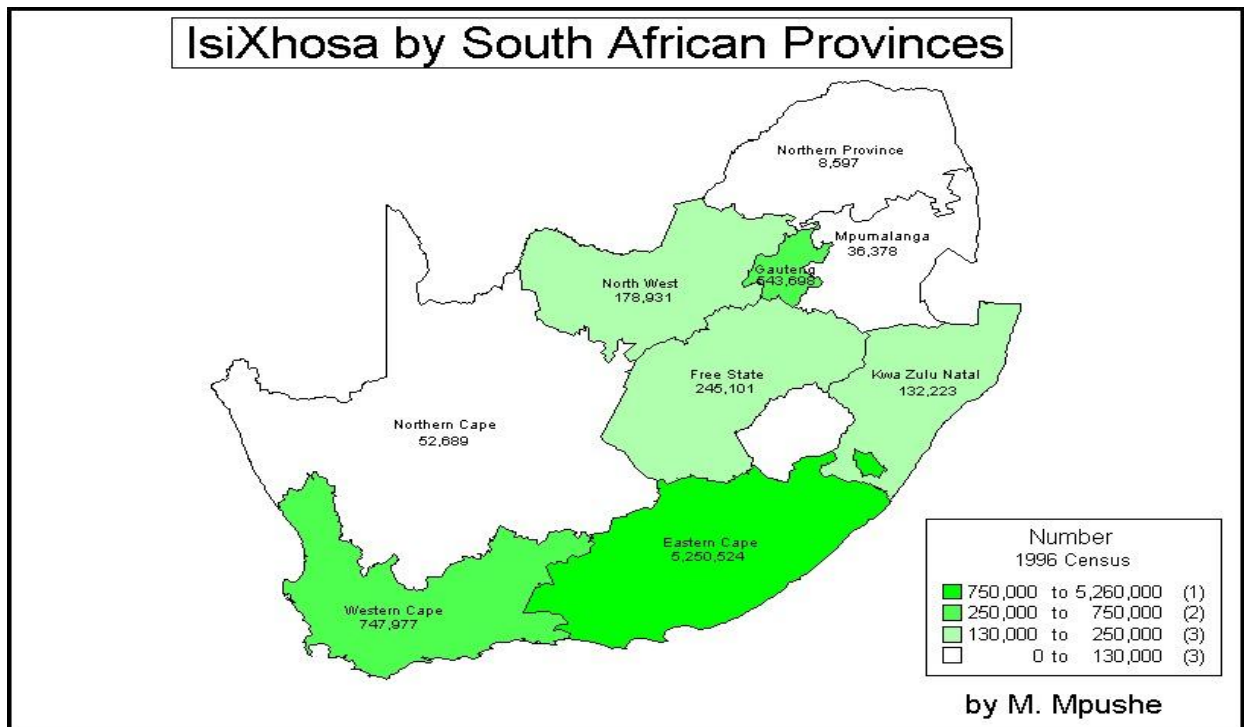 IsiXhosa by South African Provinces
Northern Province
8,597
Mpumalanga
36,378
Gauteng
543,698
North West
178,931
Free State
245,101
Kwa Zulu Natal
132,223
Northern Cape
52,689
Eastern Cape
5,250,524
Western Cape
747,977
Number
1996 Census
750,000 to 5,260,000 (1)
250,000 to 750,000 (2)
130,000 to 250,000 (3)
0 to 130,000 (3)
by M. Mpushe